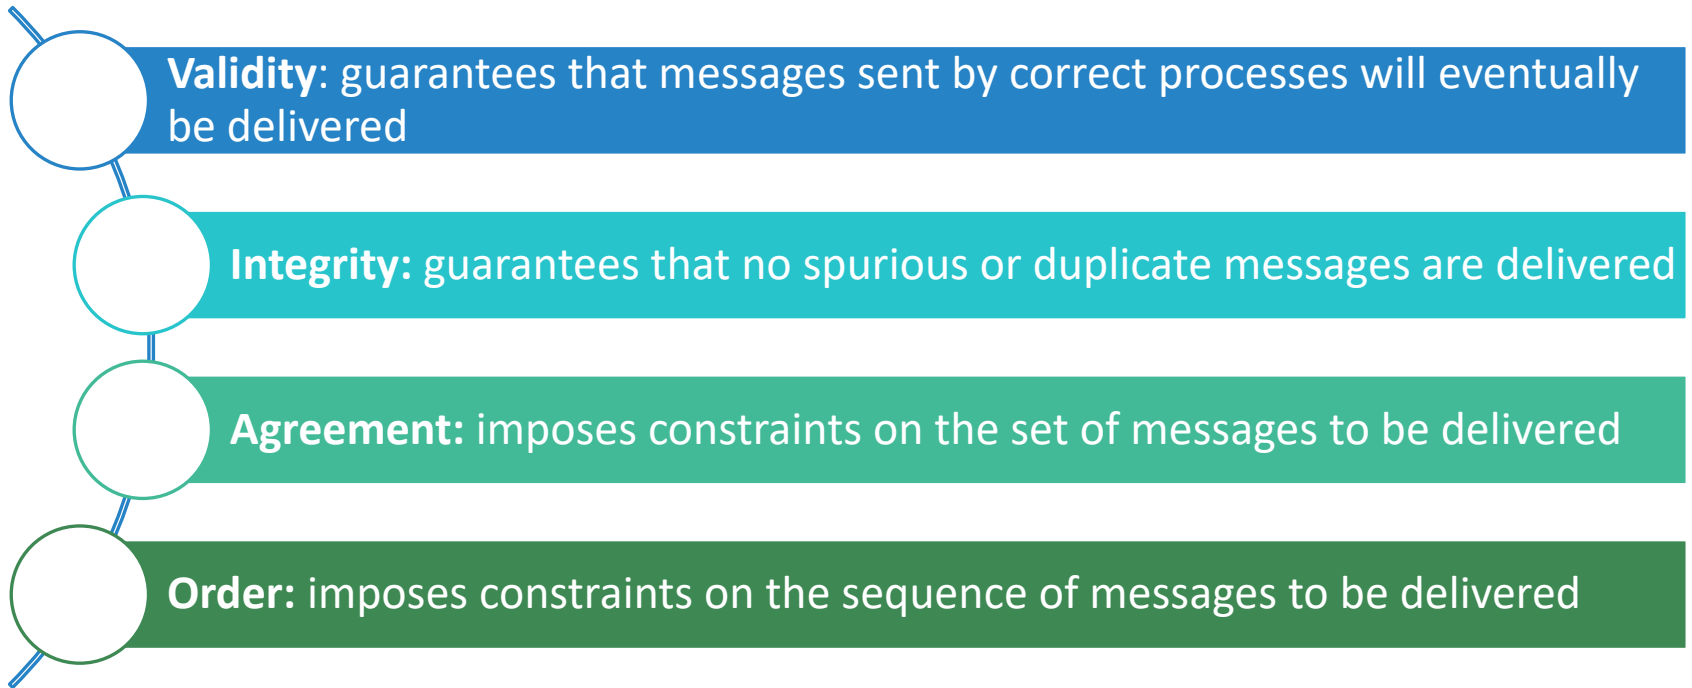 Validity: guarantees that messages sent by correct processes will eventually
be delivered
Integrity: guarantees that no spurious or duplicate messages are delivered
Agreement: imposes constraints on the set of messages to be delivered
Order: imposes constraints on the sequence of messages to be delivered